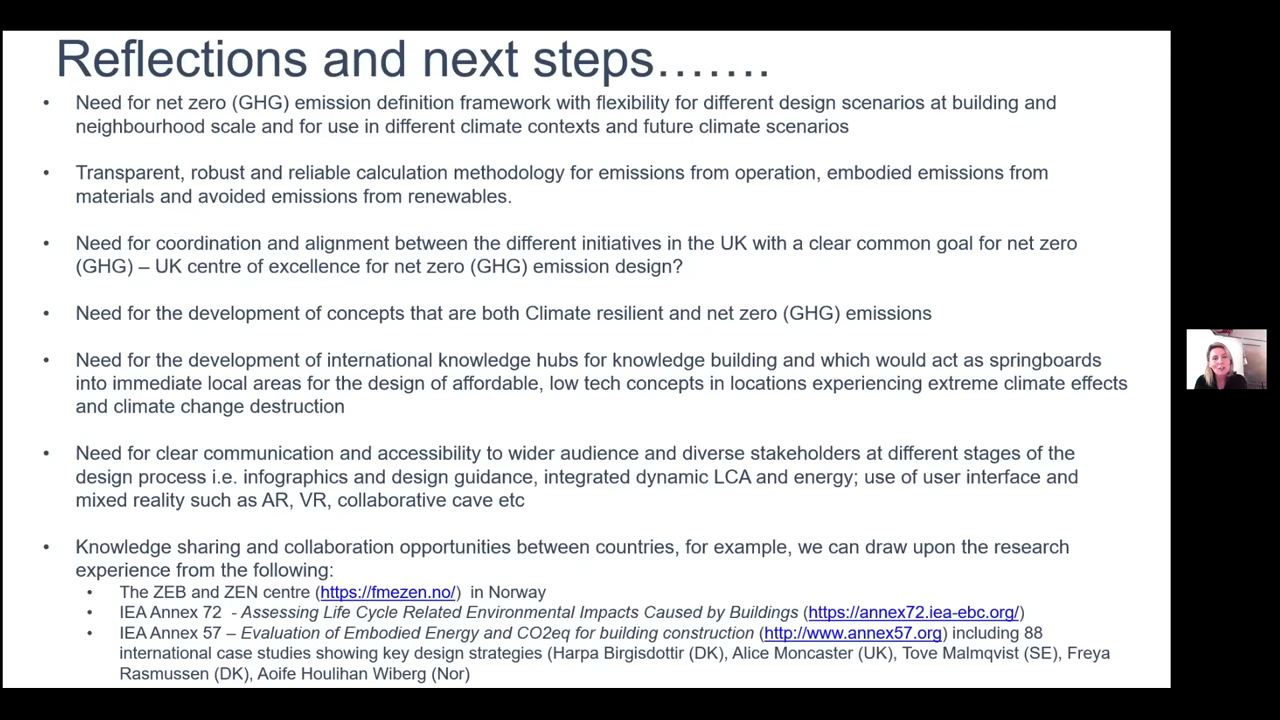 Reflections and next steps…….
• Need for net zero (GHG) emission definition framework with flexibility for different design scenarios at building and
neighbourhood scale and for use in different climate contexts and future climate scenarios
• Transparent, robust and reliable calculation methodology for emissions from operation, embodied emissions from
materials and avoided emissions from renewables.
• Need for coordination and alignment between the different initiatives in the UK with a clear common goal for net zero
(GHG) – UK centre of excellence for net zero (GHG) emission design?
• Need for the development of concepts that are both Climate resilient and net zero (GHG) emissions
• Need for the development of international knowledge hubs for knowledge building and which would act as springboards
into immediate local areas for the design of affordable, low tech concepts in locations experiencing extreme climate effects
and climate change destruction
• Need for clear communication and accessibility to wider audience and diverse stakeholders at different stages of the
design process i.e. infographics and design guidance, integrated dynamic LCA and energy; use of user interface and
mixed reality such as AR, VR, collaborative cave etc
• Knowledge sharing and collaboration opportunities between countries, for example, we can draw upon the research
experience from the following:
• The ZEB and ZEN centre (https://fmezen.no/) in Norway
• IEA Annex 72 - Assessing Life Cycle Related Environmental Impacts Caused by Buildings (https://annex72.iea-ebc.org/)
• IEA Annex 57 – Evaluation of Embodied Energy and CO2eq for building construction (http://www.annex57.org) including 88
international case studies showing key design strategies (Harpa Birgisdottir (DK), Alice Moncaster (UK), Tove Malmqvist (SE), Freya
Rasmussen (DK), Aoife Houlihan Wiberg (Nor)